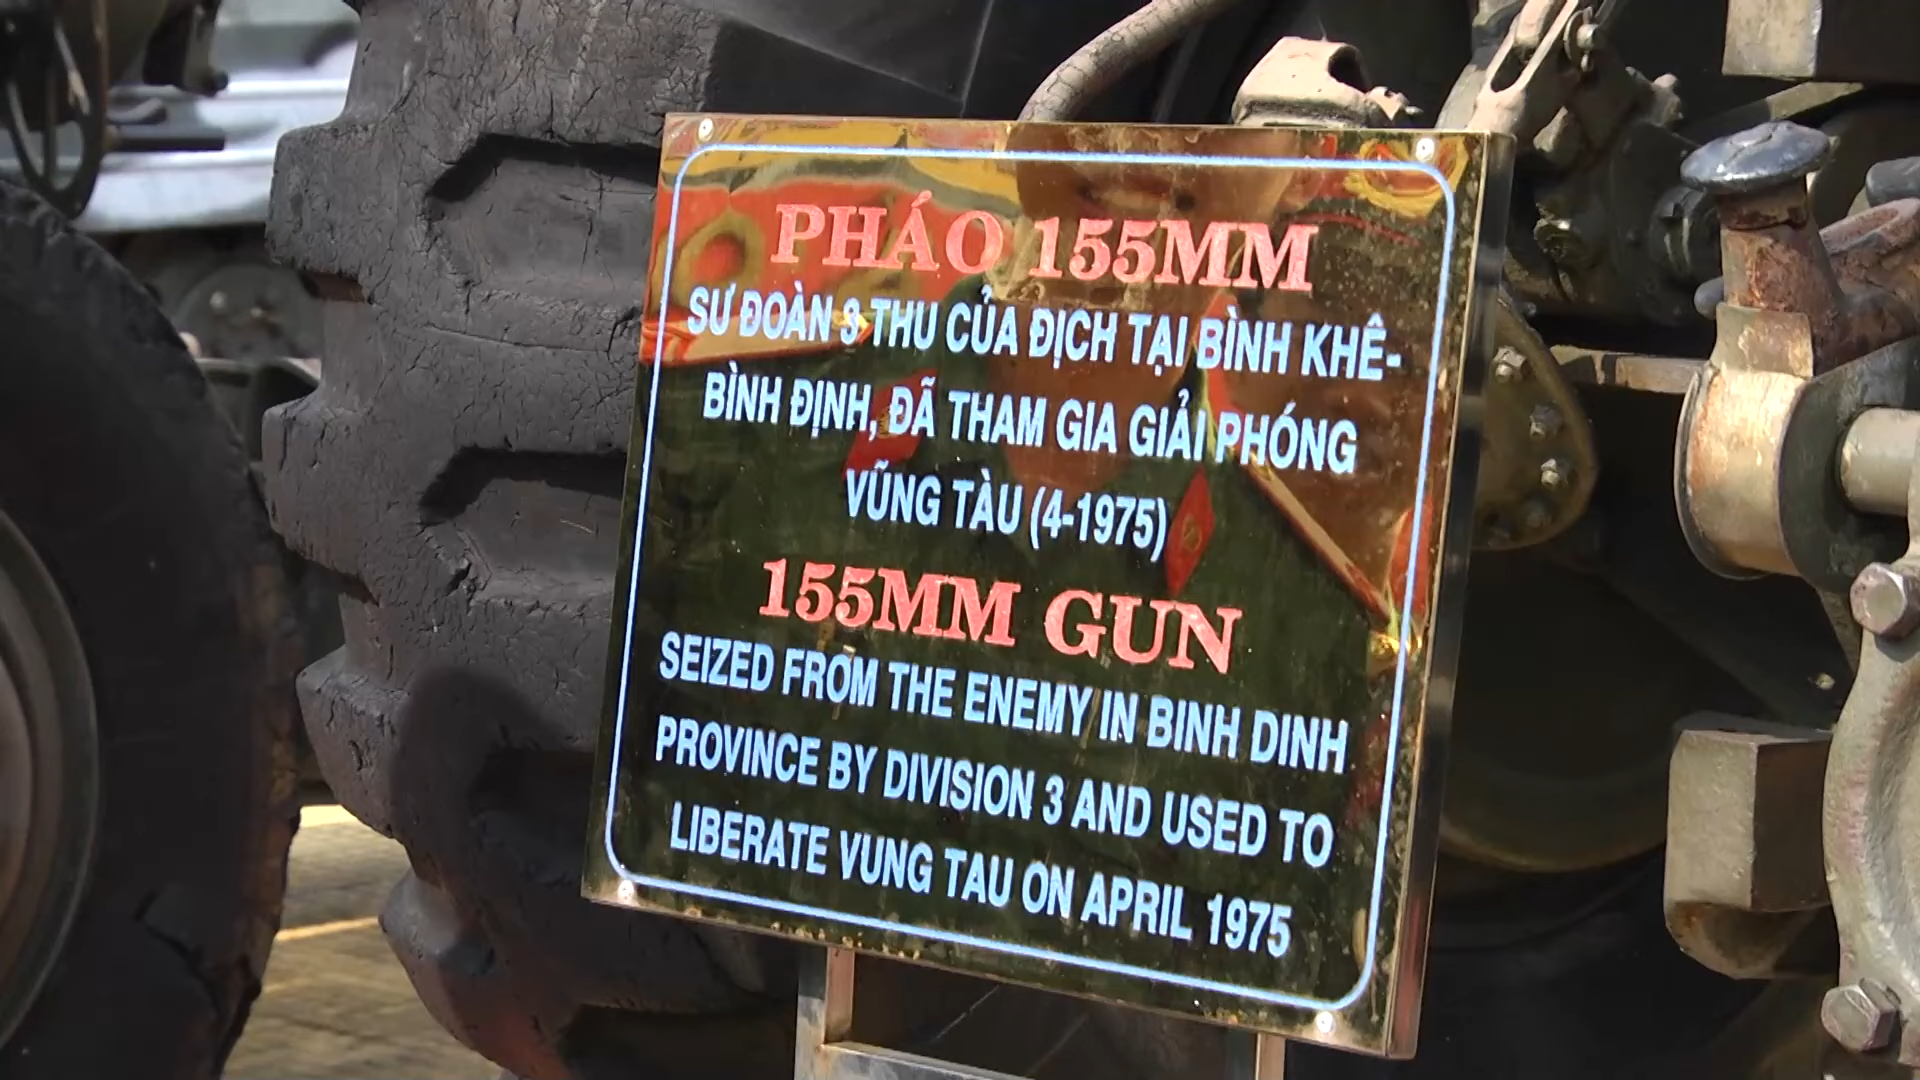 PHÁO 155MM
SƯ ĐOÀN 3 THU CỦA ĐỊCH TẠI BÌNH KHÊ-
BÌNH ĐỊNH, ĐÃ THAM GIA GIẢI PHÓNG
VŨNG TÀU (4-1975)
155MM GUN
SEIZED FROM THE ENEMY IN BINH DINH
PROVINCE BY DIVISION 3 AND USED TO
LIBERATE VUNG TAU ON APRIL 1975